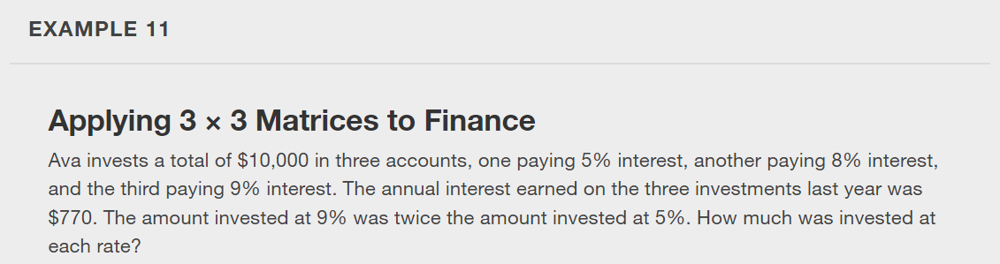 EXAMPLE 11
Applying 3 × 3 Matrices to Finance
Ava invests a total of $10,000 in three accounts, one paying 5% interest, another paying 8% interest,
and the third paying 9% interest. The annual interest earned on the three investments last year was
$770. The amount invested at 9% was twice the amount invested at 5%. How much was invested at
each rate?